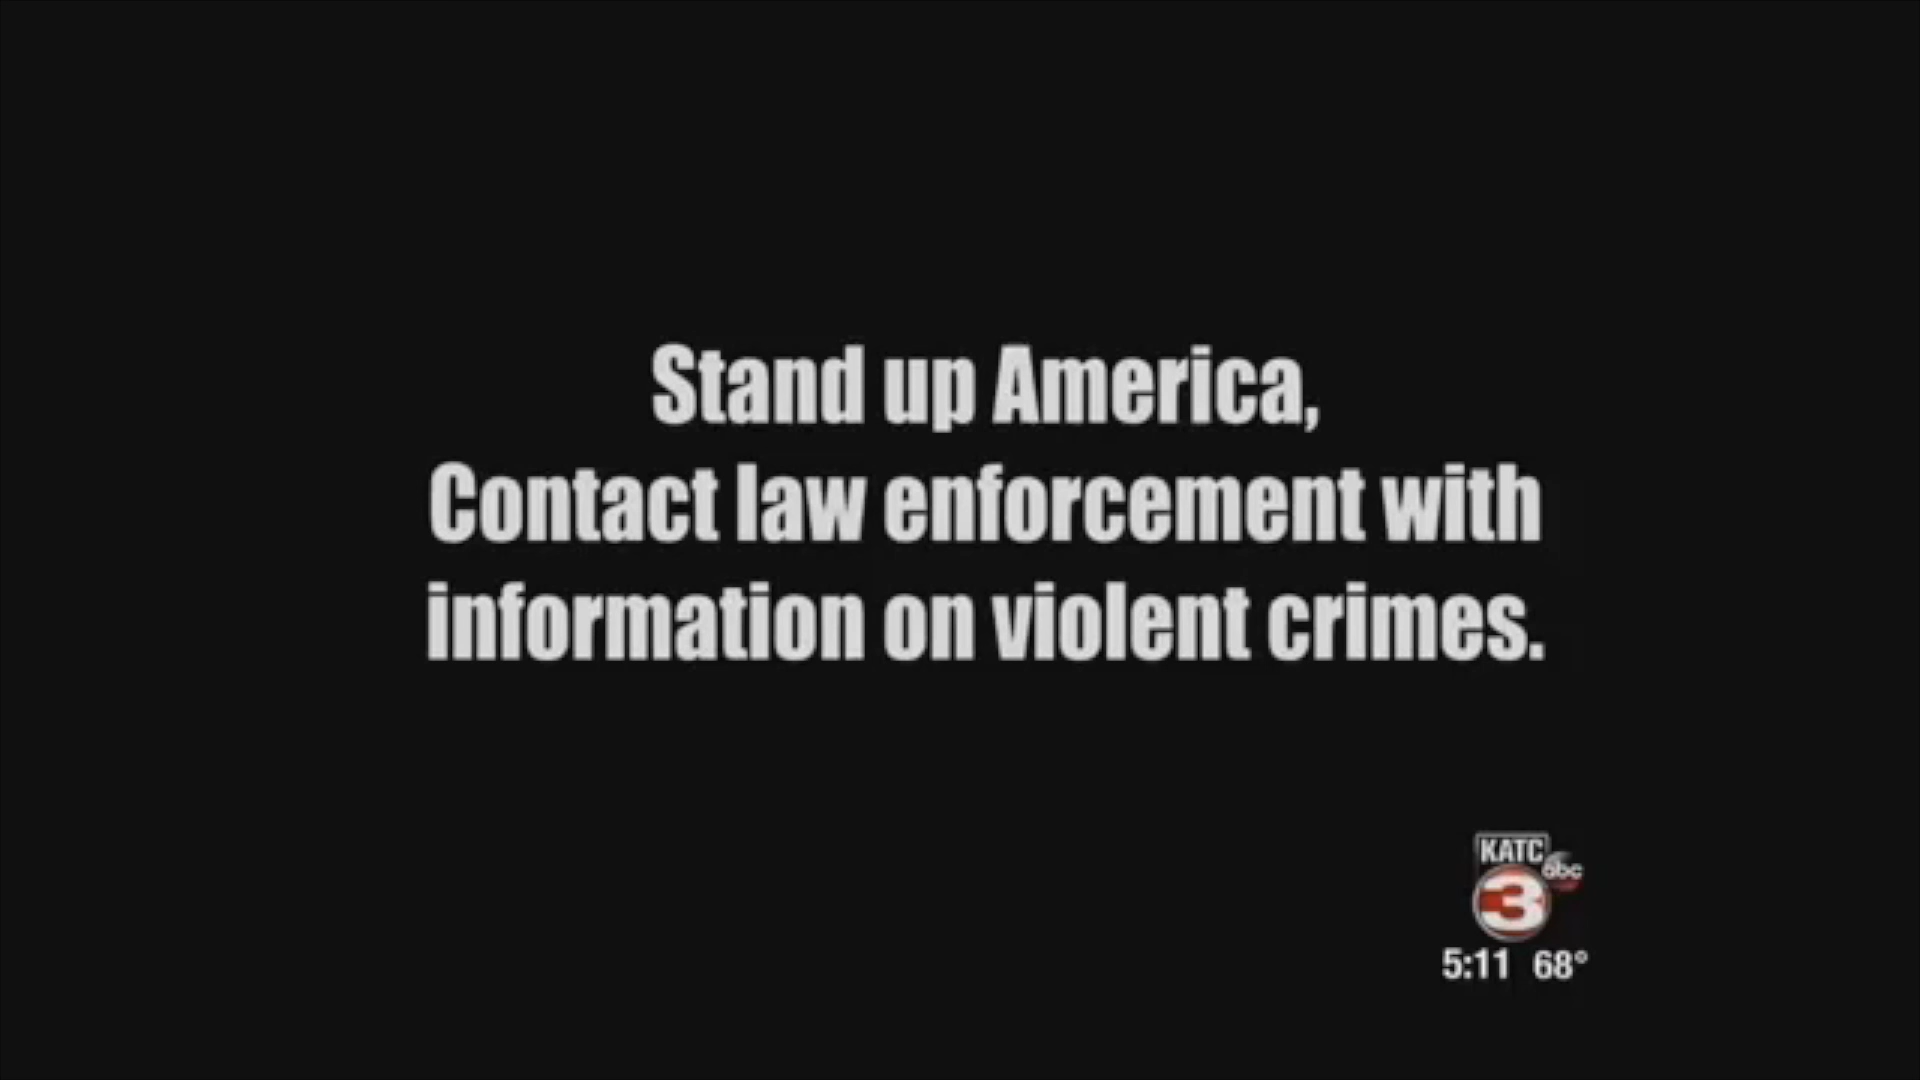 Stand up America,
Contact law enforcement with
information on violent crimes.
KATC
abc
3
5:11 68°